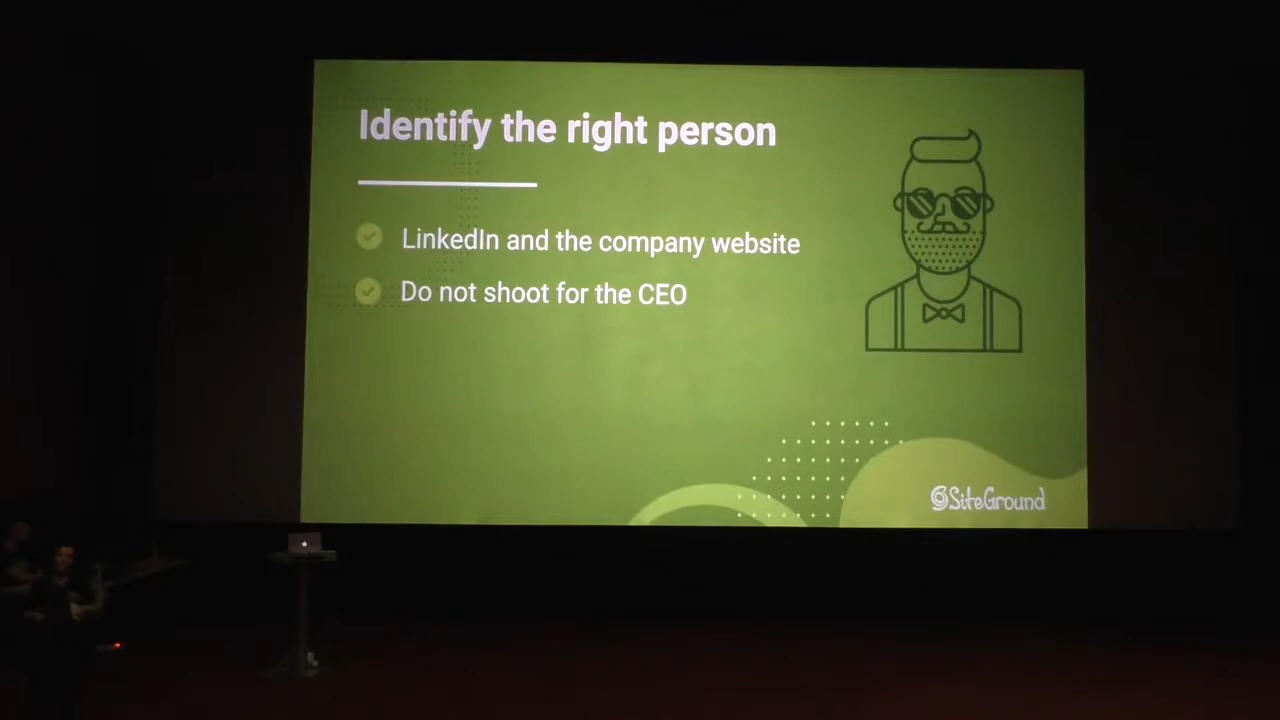 Identify the right person
LinkedIn and the company website
Do not shoot for the CEO
SiteGround